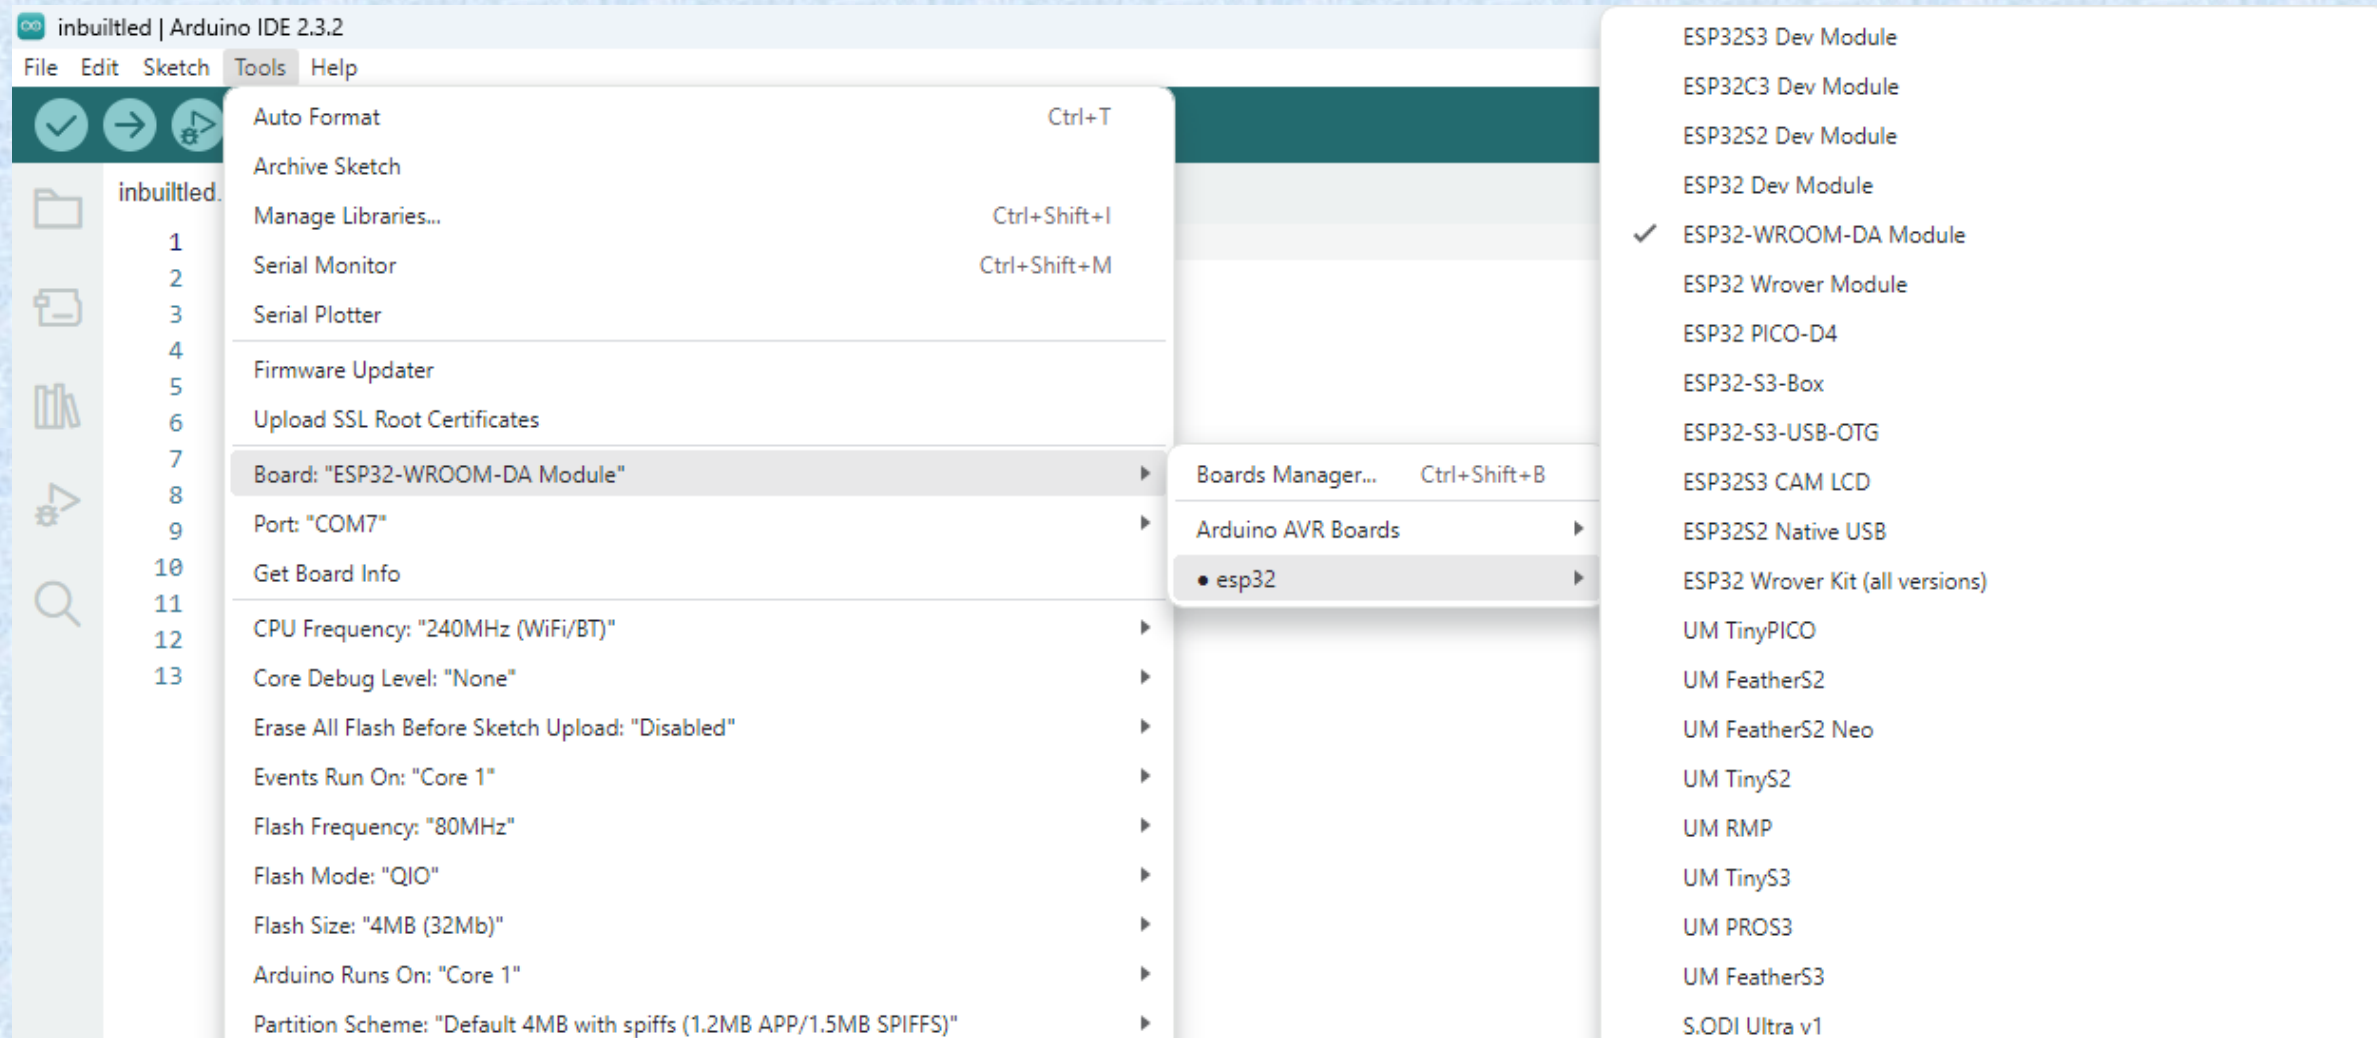 inbuiltled | Arduino IDE 2.3.2
File Edit Sketch Tools Help
inbuiltled.
1
2
3
4
5
6
7
8
9
10
11
12
13
Auto Format Ctrl+T
Archive Sketch
Manage Libraries... Ctrl+Shift+I
Serial Monitor Ctrl+Shift+M
Serial Plotter
Firmware Updater
Upload SSL Root Certificates
Board: "ESP32-WROOM-DA Module"
Port: "COM7"
Get Board Info
CPU Frequency: "240MHz (WiFi/BT)"
Core Debug Level: "None"
Erase All Flash Before Sketch Upload: "Disabled"
Events Run On: "Core 1"
Flash Frequency: "80MHz"
Flash Mode: "QIO"
Flash Size: "4MB (32Mb)"
Arduino Runs On: "Core 1"
Partition Scheme: "Default 4MB with spiffs (1.2MB APP/1.5MB SPIFFS)"
Boards Manager... Ctrl+Shift+B
Arduino AVR Boards
● esp32
ESP32S3 Dev Module
ESP32C3 Dev Module
ESP32S2 Dev Module
ESP32 Dev Module
✓ ESP32-WROOM-DA Module
ESP32 Wrover Module
ESP32 PICO-D4
ESP32-S3-Box
ESP32-S3-USB-OTG
ESP32S3 CAM LCD
ESP32S2 Native USB
ESP32 Wrover Kit (all versions)
UM TinyPICO
UM FeatherS2
UM FeatherS2 Neo
UM TinyS2
UM RMP
UM TinyS3
UM PROS3
UM FeatherS3
S.ODI Ultra v1